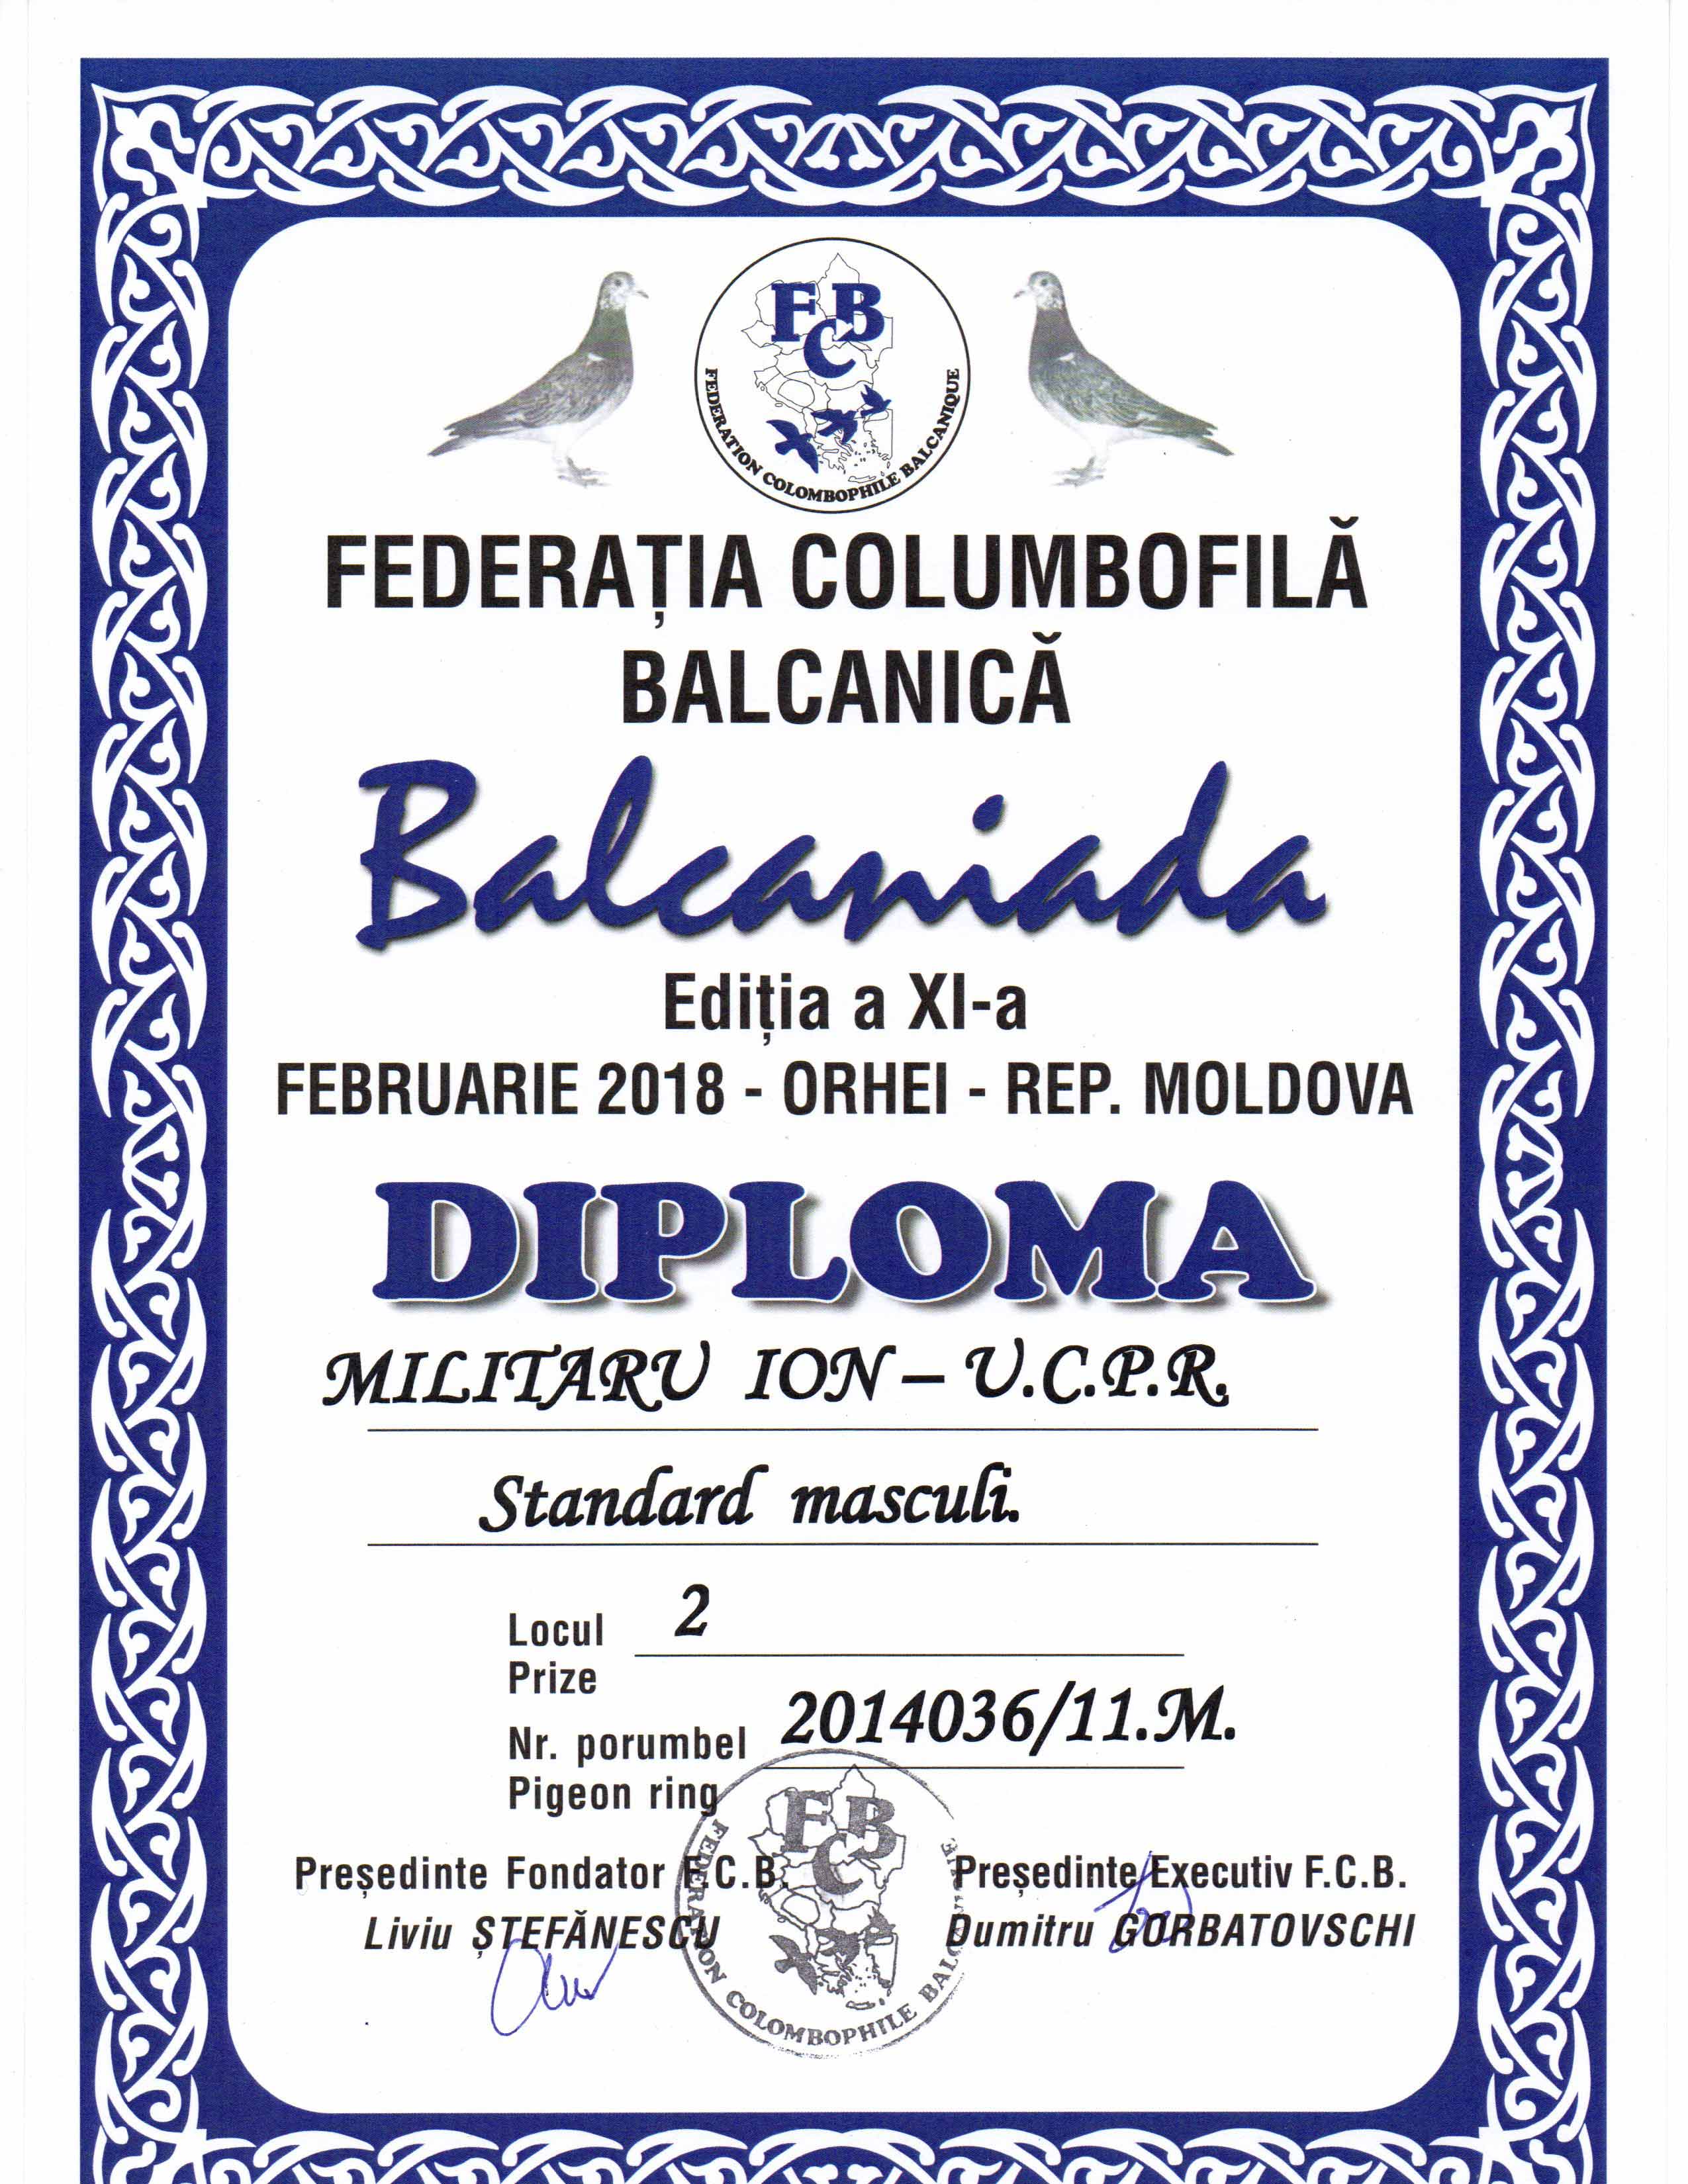 FCB
FEDERATION COLOMBOPHILE BALCANIQUE
FEDERAȚIA COLUMBOFILĂ
BALCANICĂ
Balcaniada
Ediția a XI-a
FEBRUARIE 2018 - ORHEI - REP. MOLDOVA
DIPLOMA
MILITARU ION – U.C.P.R.
Standard masculi.
Locul 2
Prize
Nr. porumbel 2014036/11.M.
Pigeon ring
FCB
FEDERATION COLOMBOPHILE BALCANIQUE
Președinte Fondator F.C.B. Președinte Executiv F.C.B.
Liviu ȘTEFĂNESCU Dumitru GORBATOVSCHI